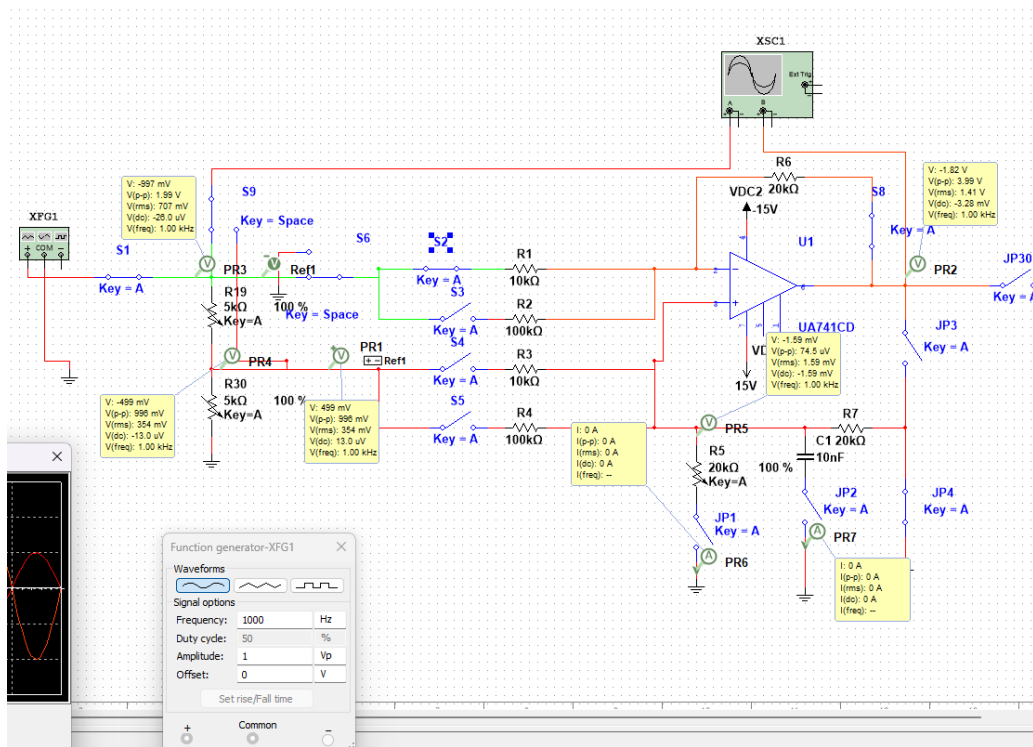 XSC1
Ext Trig
A
B
V: -997 mV
V(p-p): 1.99 V
V(rms): 707 mV
V(dc): -26.0 uV
V(freq): 1.00 kHz
S9
Key = Space
XFG1
COM
S1
Key = A
PR3
R19
5kΩ
Key=A
100 %
Ref1
Key = Space
S6
S2
Key = A
R1
10kΩ
S3
Key = A
R2
100kΩ
S4
Key = A
R3
10kΩ
S5
Key = A
R4
100kΩ
VDC2
-15V
R6
20kΩ
S8
Key = A
U1
UA741CD
2
3
4
6
7
5
1
VD
15V
V: -1.82 V
V(p-p): 3.99 V
V(rms): 1.41 V
V(dc): -3.28 mV
V(freq): 1.00 kHz
PR2
JP30
Key = A
JP3
Key = A
V: -1.59 mV
V(p-p): 74.5 uV
V(rms): 1.59 mV
V(dc): -1.59 mV
V(freq): 1.00 kHz
PR4
PR1
Ref1
R30
5kΩ
Key=A
100 %
V: -499 mV
V(p-p): 996 mV
V(rms): 354 mV
V(dc): -13.0 uV
V(freq): 1.00 kHz
V: 499 mV
V(p-p): 996 mV
V(rms): 354 mV
V(dc): 13.0 uV
V(freq): 1.00 kHz
I: 0 A
I(p-p): 0 A
I(rms): 0 A
I(dc): 0 A
I(freq): --
PR5
R5
20kΩ
Key=A
100 %
C1
10nF
R7
20kΩ
JP1
Key = A
PR6
JP2
Key = A
PR7
JP4
Key = A
I: 0 A
I(p-p): 0 A
I(rms): 0 A
I(dc): 0 A
I(freq): --
Function generator-XFG1
Waveforms
Signal options
Frequency: 1000 Hz
Duty cycle: 50 %
Amplitude: 1 Vp
Offset: 0 V
Set rise/Fall time
+
Common
−